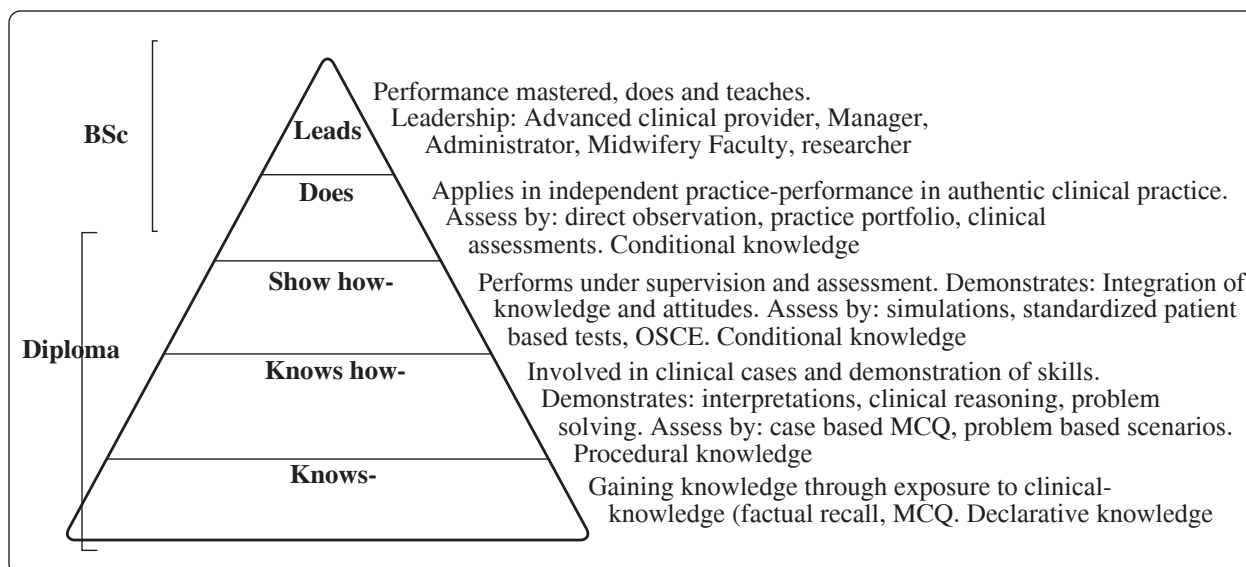 Performance mastered, does and teaches.
Leadership: Advanced clinical provider, Manager,
Administrator, Midwifery Faculty, researcher
BSc
Leads
Does
Applies in independent practice-performance in authentic clinical practice.
Assess by: direct observation, practice portfolio, clinical
assessments. Conditional knowledge
Show how-
Performs under supervision and assessment. Demonstrates: Integration of
knowledge and attitudes. Assess by: simulations, standardized patient
based tests, OSCE. Conditional knowledge
Diploma
Knows how-
Involved in clinical cases and demonstration of skills.
Demonstrates: interpretations, clinical reasoning, problem
solving. Assess by: case based MCQ, problem based scenarios.
Procedural knowledge
Knows-
Gaining knowledge through exposure to clinical-
knowledge (factual recall, MCQ. Declarative knowledge